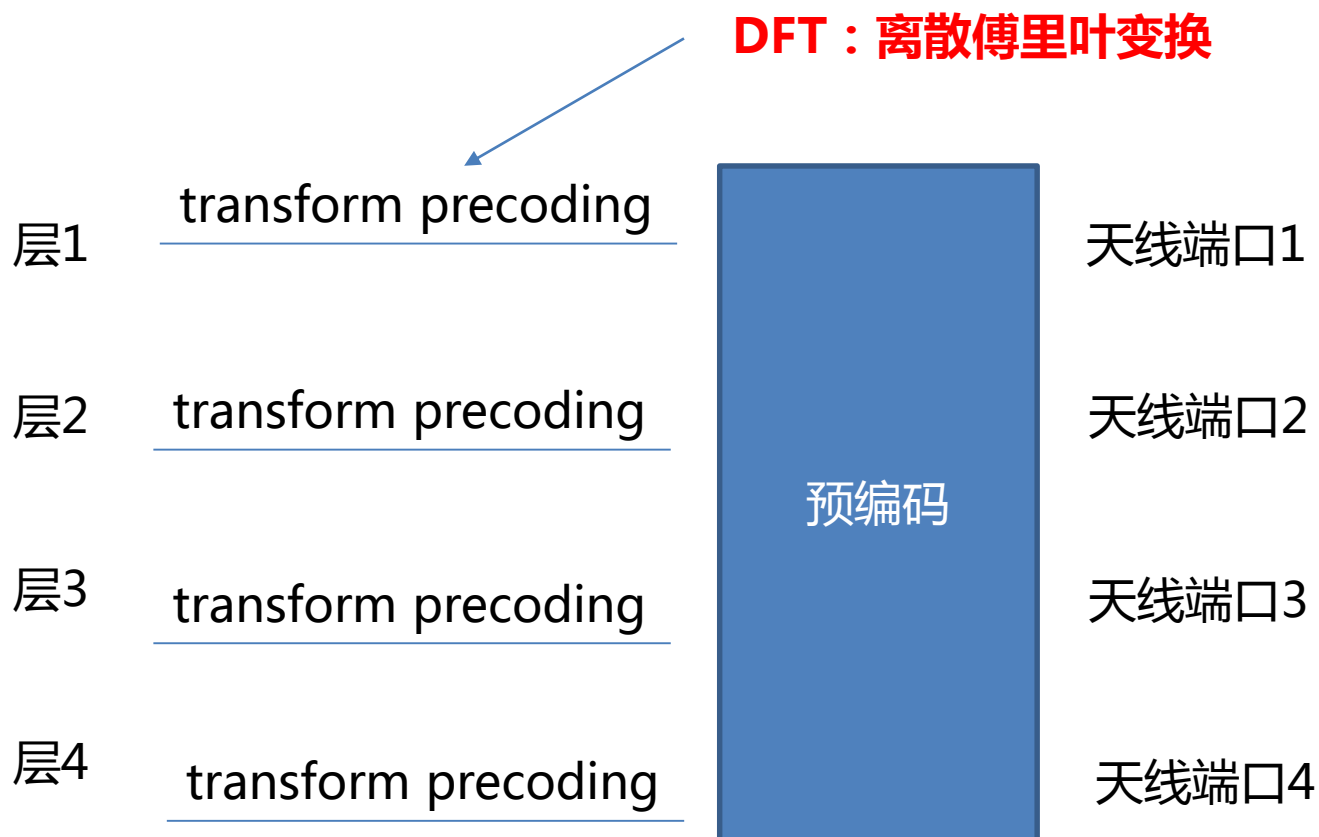 DFT：离散傅里叶变换
层1 transform precoding 天线端口1
层2 transform precoding 天线端口2
预编码
层3 transform precoding 天线端口3
层4 transform precoding 天线端口4